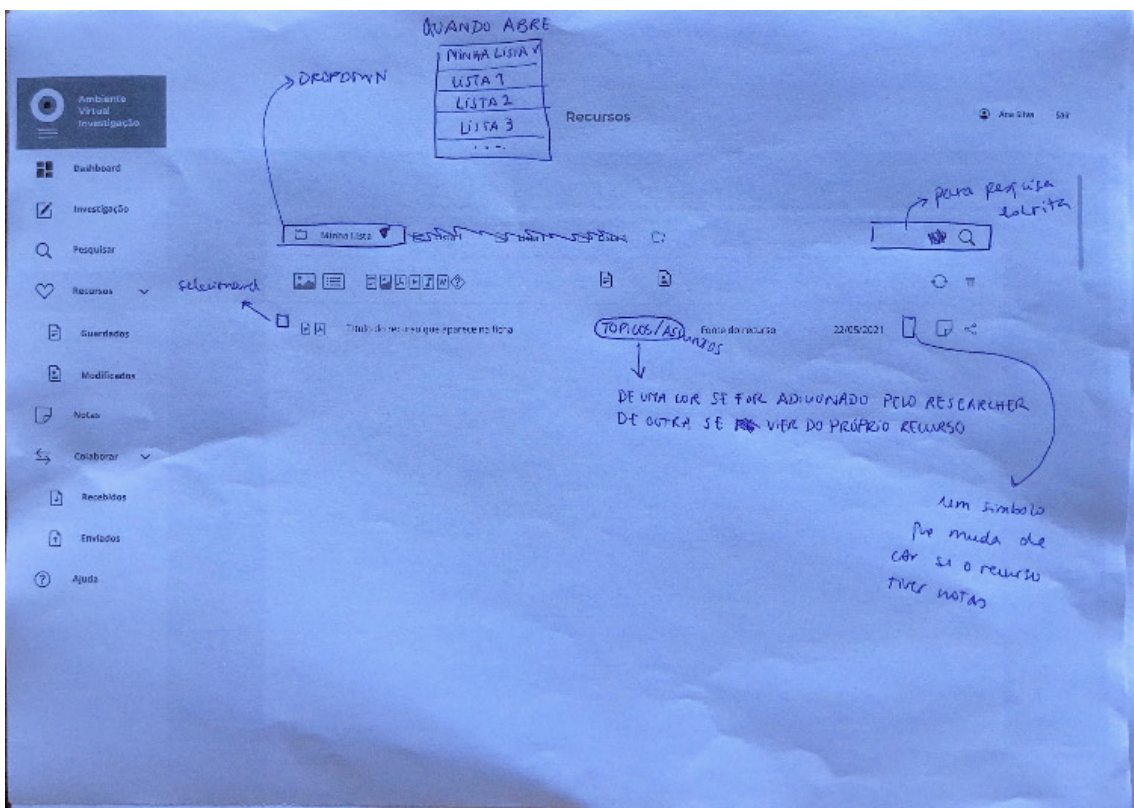 QUANDO ABRE
MINHA LISTA V
LISTA 1
LISTA 2
LISTA 3
...
DROPDOWN
Ambiente
Virtual
Investigação
Recursos
Ana Silva Sair
Dashboard
Investigação
Pesquisar
Recursos
Guardados
Modificados
Notas
Colaborar
Recebidos
Enviados
Ajuda
para pesquisa
escrita
Minha Lista
selecionavel
Título do recurso que aparece na ficha
TOPICOS/ASSUNTOS
Fonte do recurso
22/05/2021
DE UMA COR SE FOR ADICIONADO PELO RESEARCHER
DE OUTRA SE VIER DO PRÓPRIO RECURSO
um simbolo
que muda de
cor se o recurso
tiver notas